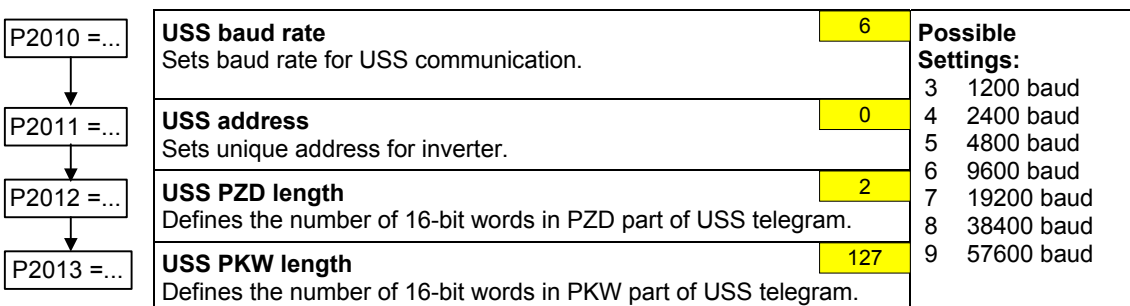 P2010 =...
USS baud rate
6
Sets baud rate for USS communication.
P2011 =...
USS address
0
Sets unique address for inverter.
P2012 =...
USS PZD length
2
Defines the number of 16-bit words in PZD part of USS telegram.
P2013 =...
USS PKW length
127
Defines the number of 16-bit words in PKW part of USS telegram.
Possible
Settings:
3 1200 baud
4 2400 baud
5 4800 baud
6 9600 baud
7 19200 baud
8 38400 baud
9 57600 baud